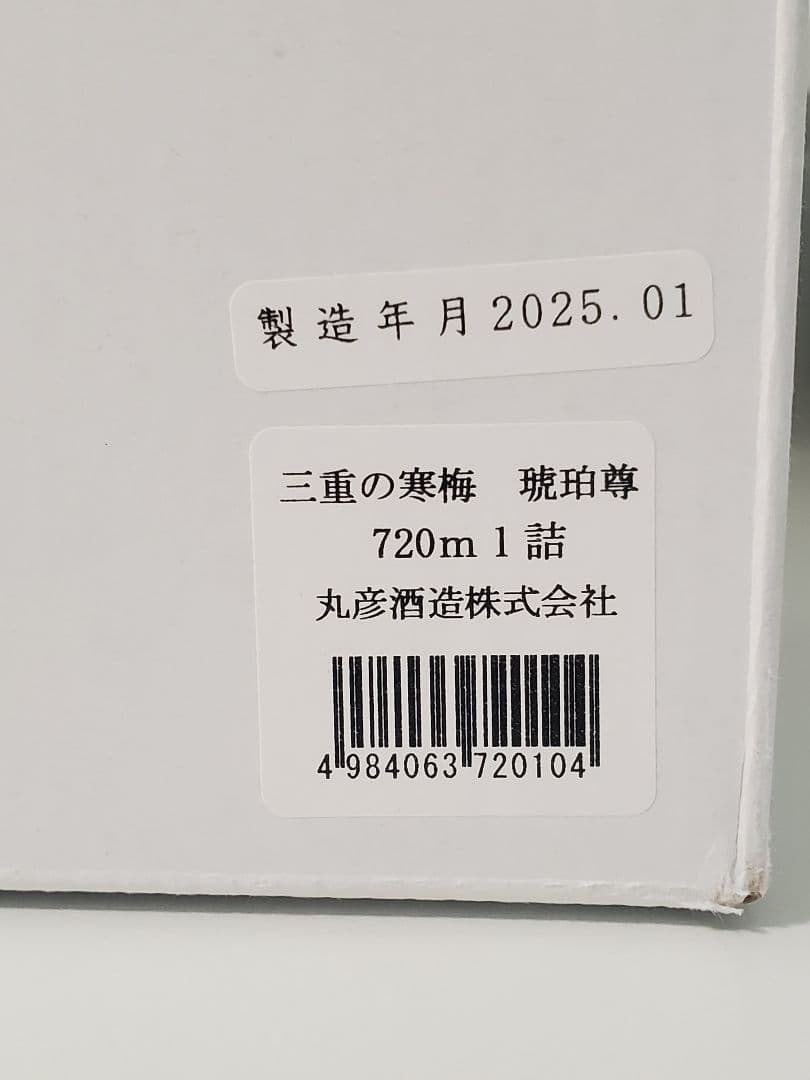 製造年月2025.01
三重の寒梅　琥珀尊
720ml詰
丸彦酒造株式会社
4984063720104